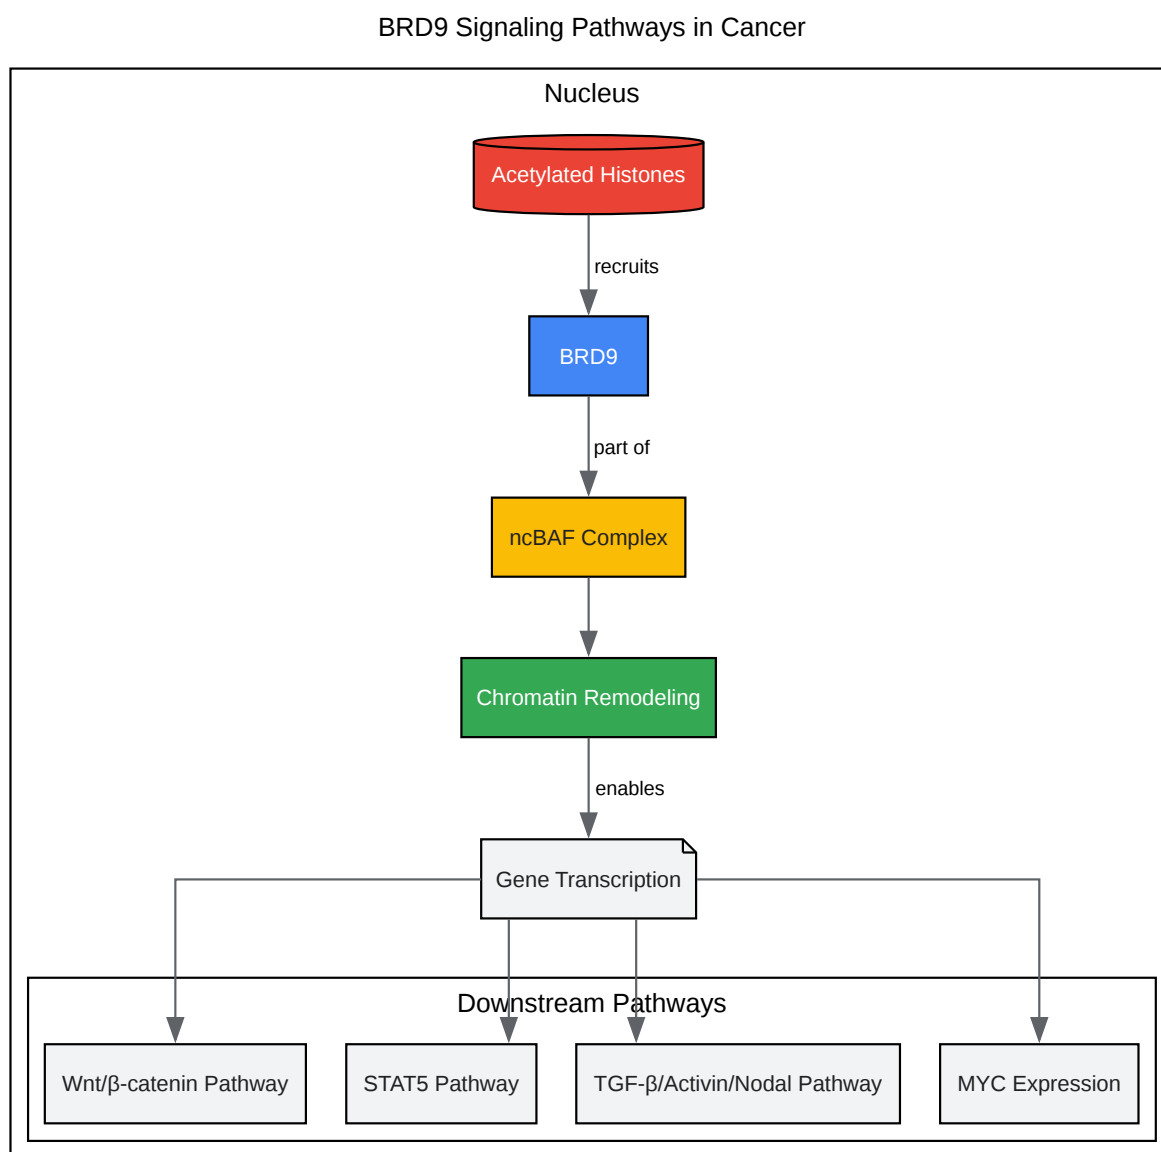 BRD9 Signaling Pathways in Cancer
Nucleus
Acetylated Histones
recruits
BRD9
part of
ncBAF Complex
Chromatin Remodeling
enables
Gene Transcription
Downstream Pathways
Wnt/β-catenin Pathway
STAT5 Pathway
TGF-β/Activin/Nodal Pathway
MYC Expression